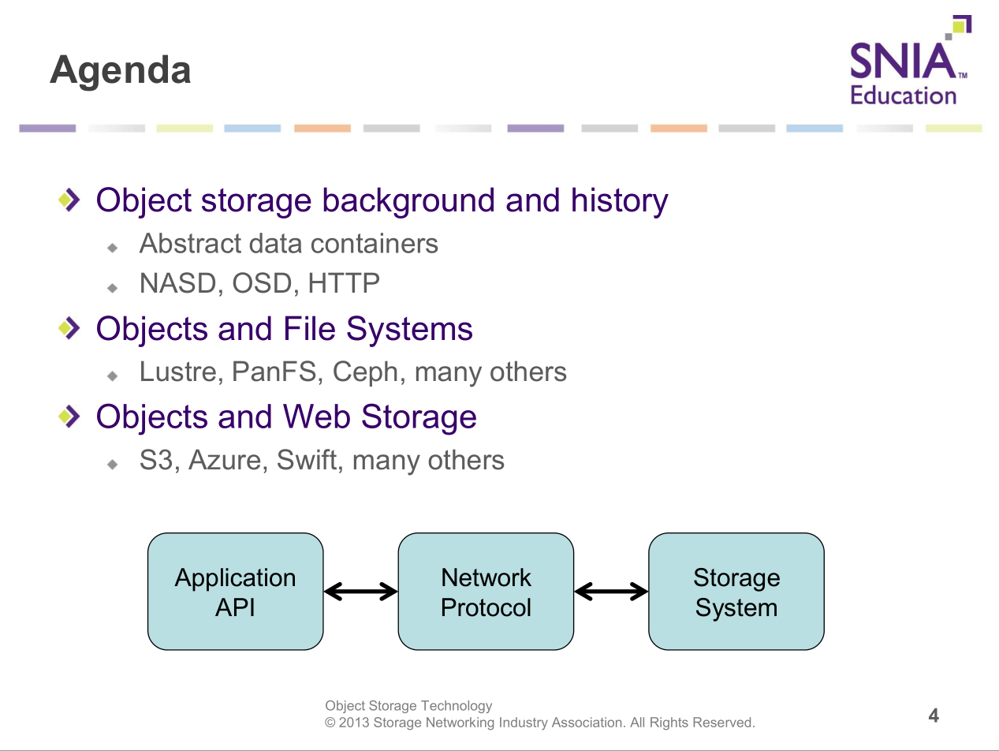 Agenda
SNIA™
Education
Object storage background and history
Abstract data containers
NASD, OSD, HTTP
Objects and File Systems
Lustre, PanFS, Ceph, many others
Objects and Web Storage
S3, Azure, Swift, many others
Application
API
Network
Protocol
Storage
System
Object Storage Technology
© 2013 Storage Networking Industry Association. All Rights Reserved.
4